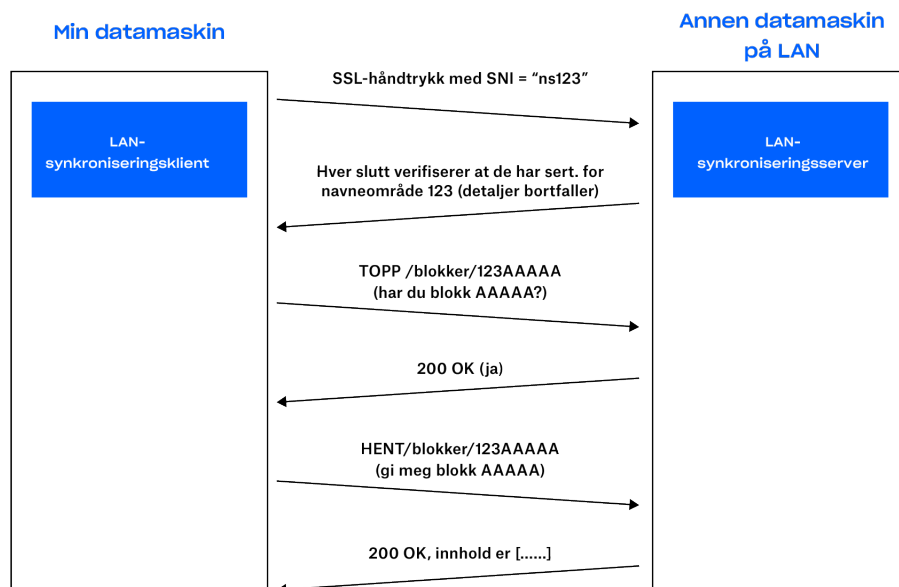 Min datamaskin
Annen datamaskin
på LAN
SSL-håndtrykk med SNI = “ns123”
LAN-
synkroniseringsklient
LAN-
synkroniseringsserver
Hver slutt verifiserer at de har sert. for
navneområde 123 (detaljer bortfaller)
TOPP /blokker/123AAAAA
(har du blokk AAAAA?)
200 OK (ja)
HENT/blokker/123AAAAA
(gi meg blokk AAAAA)
200 OK, innhold er [......]